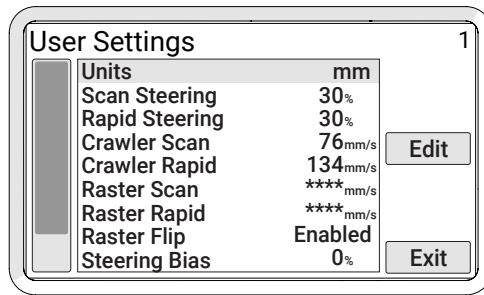 User Settings 1
Units mm
Scan Steering 30%
Rapid Steering 30%
Crawler Scan 76mm/s
Crawler Rapid 134mm/s
Raster Scan ****mm/s
Raster Rapid ****mm/s
Raster Flip Enabled
Steering Bias 0%
Edit
Exit